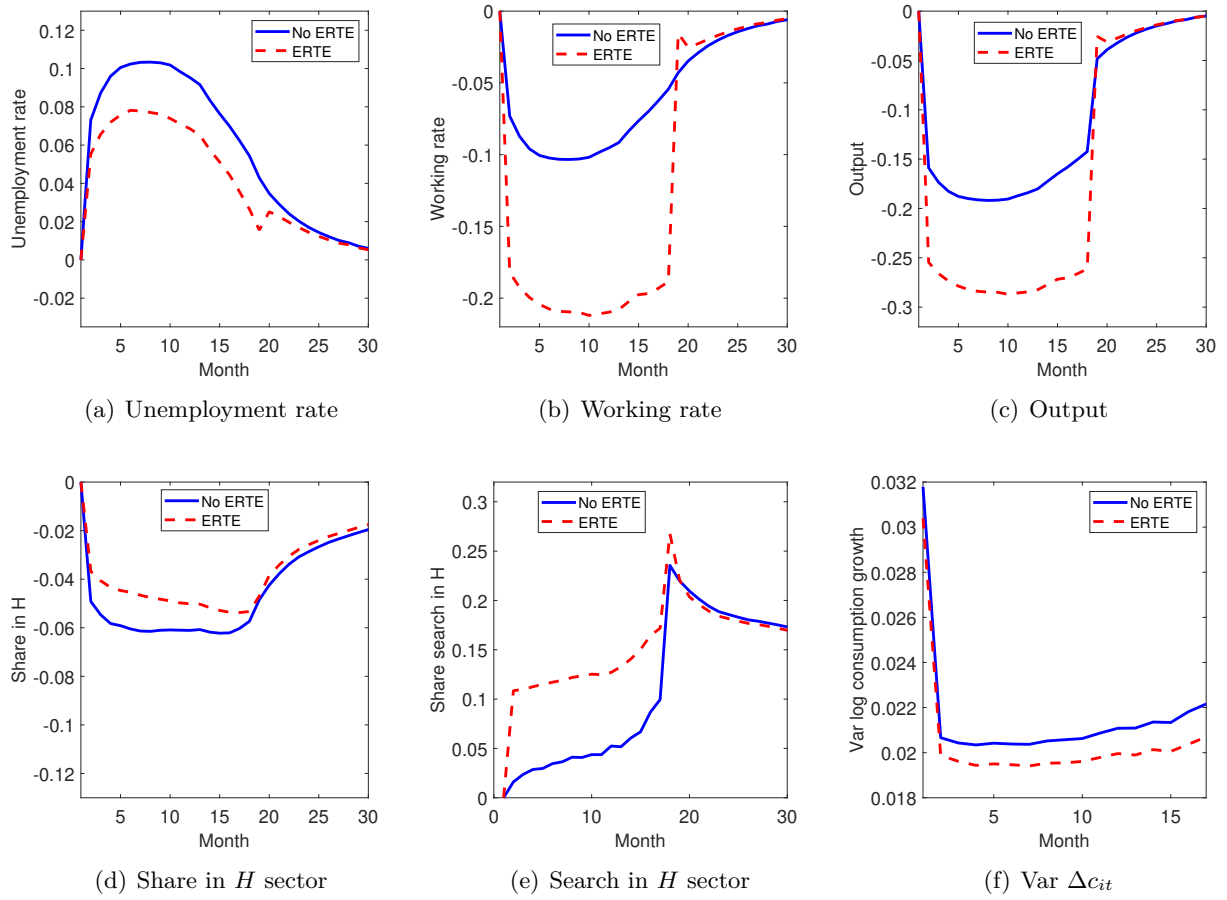 0.12
0.1
0.08
0.06
0.04
0.02
0
-0.02
Unemployment rate
No ERTE
ERTE
5 10 15 20 25 30
Month
(a) Unemployment rate
0
-0.05
-0.1
-0.15
-0.2
Working rate
No ERTE
ERTE
5 10 15 20 25 30
Month
(b) Working rate
0
-0.05
-0.1
-0.15
-0.2
-0.25
-0.3
Output
No ERTE
ERTE
5 10 15 20 25 30
Month
(c) Output
0
-0.02
-0.04
-0.06
-0.08
-0.1
-0.12
Share in H
No ERTE
ERTE
5 10 15 20 25 30
Month
(d) Share in H sector
0.3
0.25
0.2
0.15
0.1
0.05
0
Share search in H
No ERTE
ERTE
0 10 20 30
Month
(e) Search in H sector
0.032
0.03
0.028
0.026
0.024
0.022
0.02
0.018
Var log consumption growth
No ERTE
ERTE
5 10 15
Month
(f) Var Δc_{it}